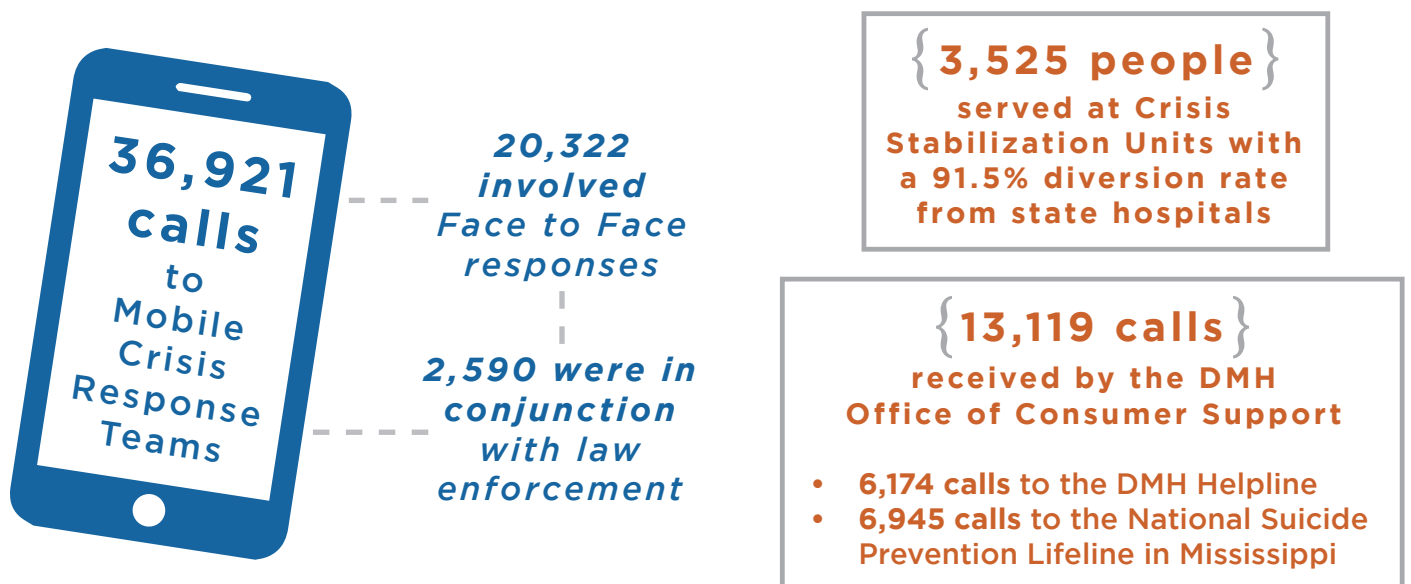 36,921
calls
to
Mobile
Crisis
Response
Teams
20,322
involved
Face to Face
responses
2,590 were in
conjunction
with law
enforcement
{3,525 people}
served at Crisis
Stabilization Units with
a 91.5% diversion rate
from state hospitals
{13,119 calls}
received by the DMH
Office of Consumer Support
• 6,174 calls to the DMH Helpline
• 6,945 calls to the National Suicide
Prevention Lifeline in Mississippi